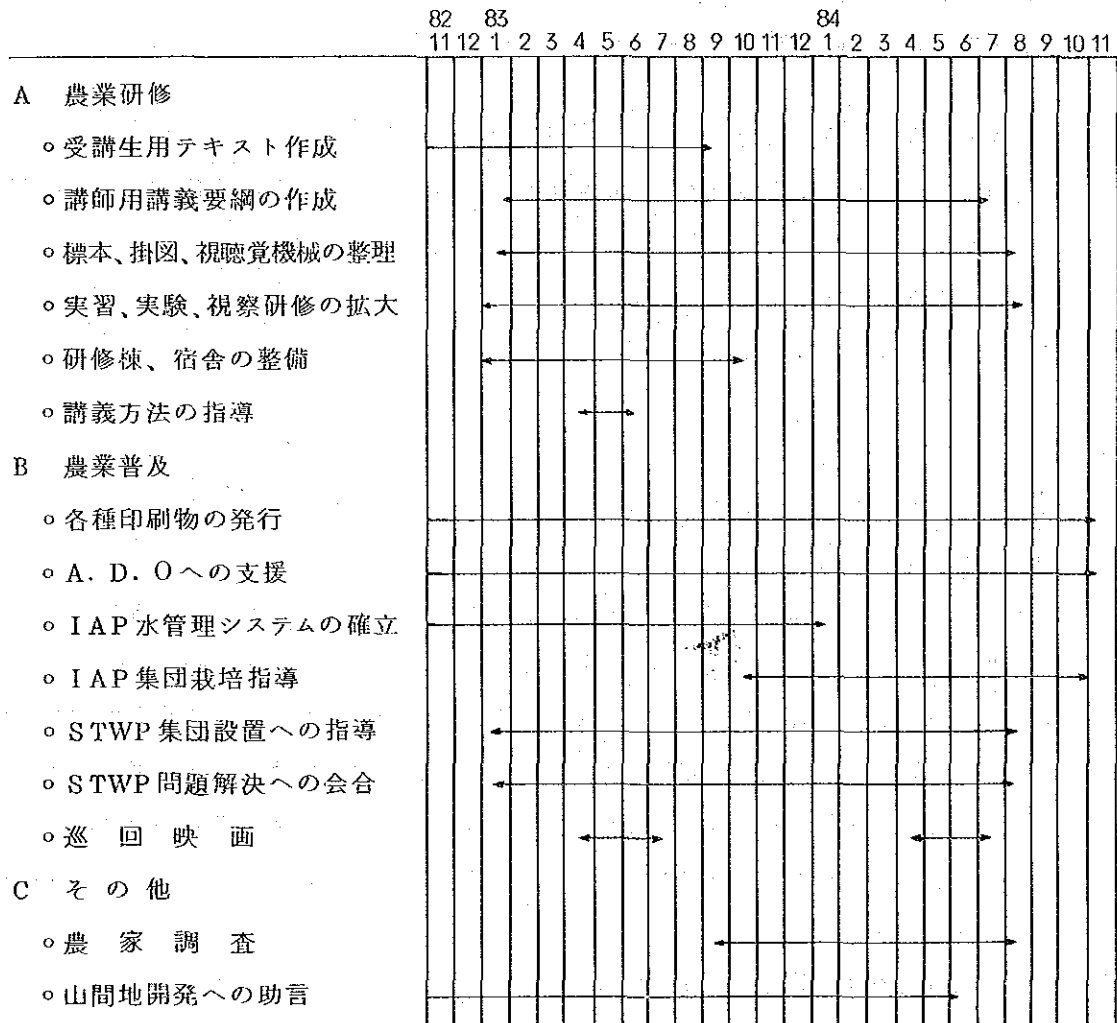 82 83 84
11 12 1 2 3 4 5 6 7 8 9 10 11 12 1 2 3 4 5 6 7 8 9 10 11
A 農業研修
○受講生用テキスト作成
○講師用講義要綱の作成
○標本、掛図、視聴覚機械の整理
○実習、実験、視察研修の拡大
○研修棟、宿舎の整備
○講義方法の指導
B 農業普及
○各種印刷物の発行
○A. D. Oへの支援
○IAP水管理システムの確立
○IAP集団栽培指導
○STWP集団設置への指導
○STWP問題解決への会合
○巡回映画
C その他
○農家調査
○山間地開発への助言